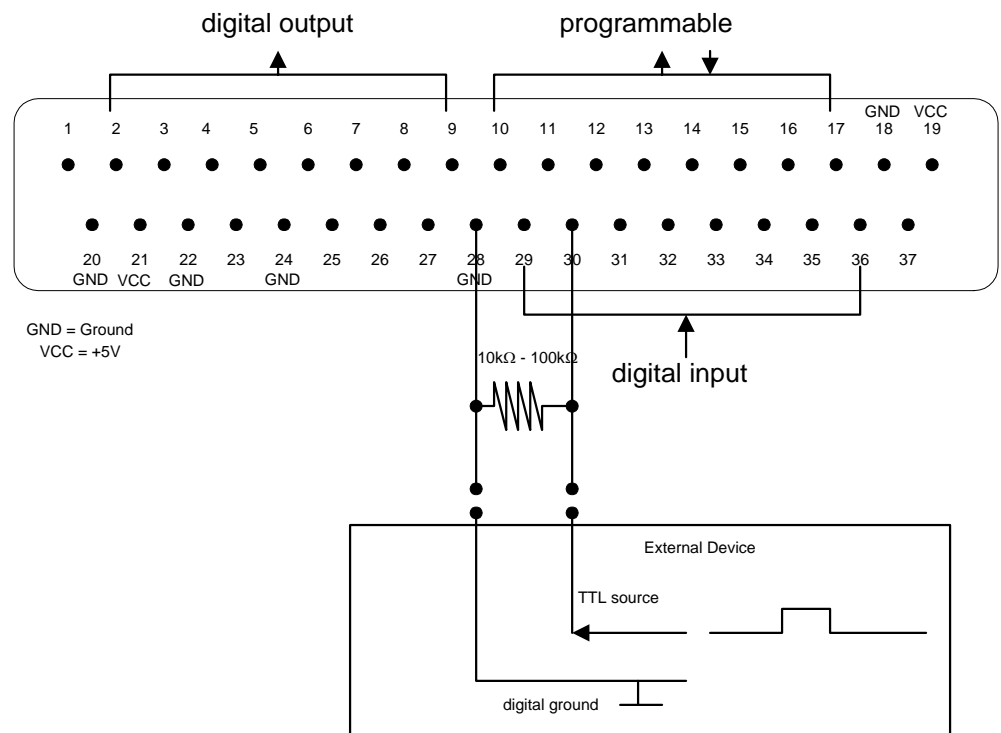 digital output programmable
GND VCC
1 2 3 4 5 6 7 8 9 10 11 12 13 14 15 16 17 18 19
20 21 22 23 24 25 26 27 28 29 30 31 32 33 34 35 36 37
GND VCC GND GND GND
GND = Ground
VCC = +5V
10kΩ - 100kΩ
digital input
External Device
TTL source
digital ground